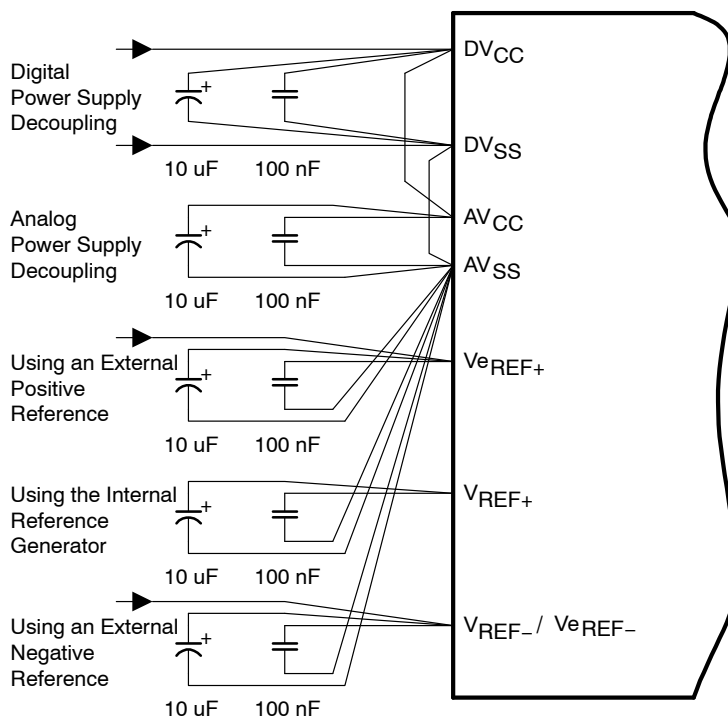 Digital
Power Supply
Decoupling
+
10 uF
100 nF
DVCC
DVSS
Analog
Power Supply
Decoupling
+
10 uF
100 nF
AVCC
AVSS
Using an External
Positive
Reference
+
10 uF
100 nF
VeREF+
Using the Internal
Reference
Generator
+
10 uF
100 nF
VREF+
Using an External
Negative
Reference
+
10 uF
100 nF
VREF− / VeREF−